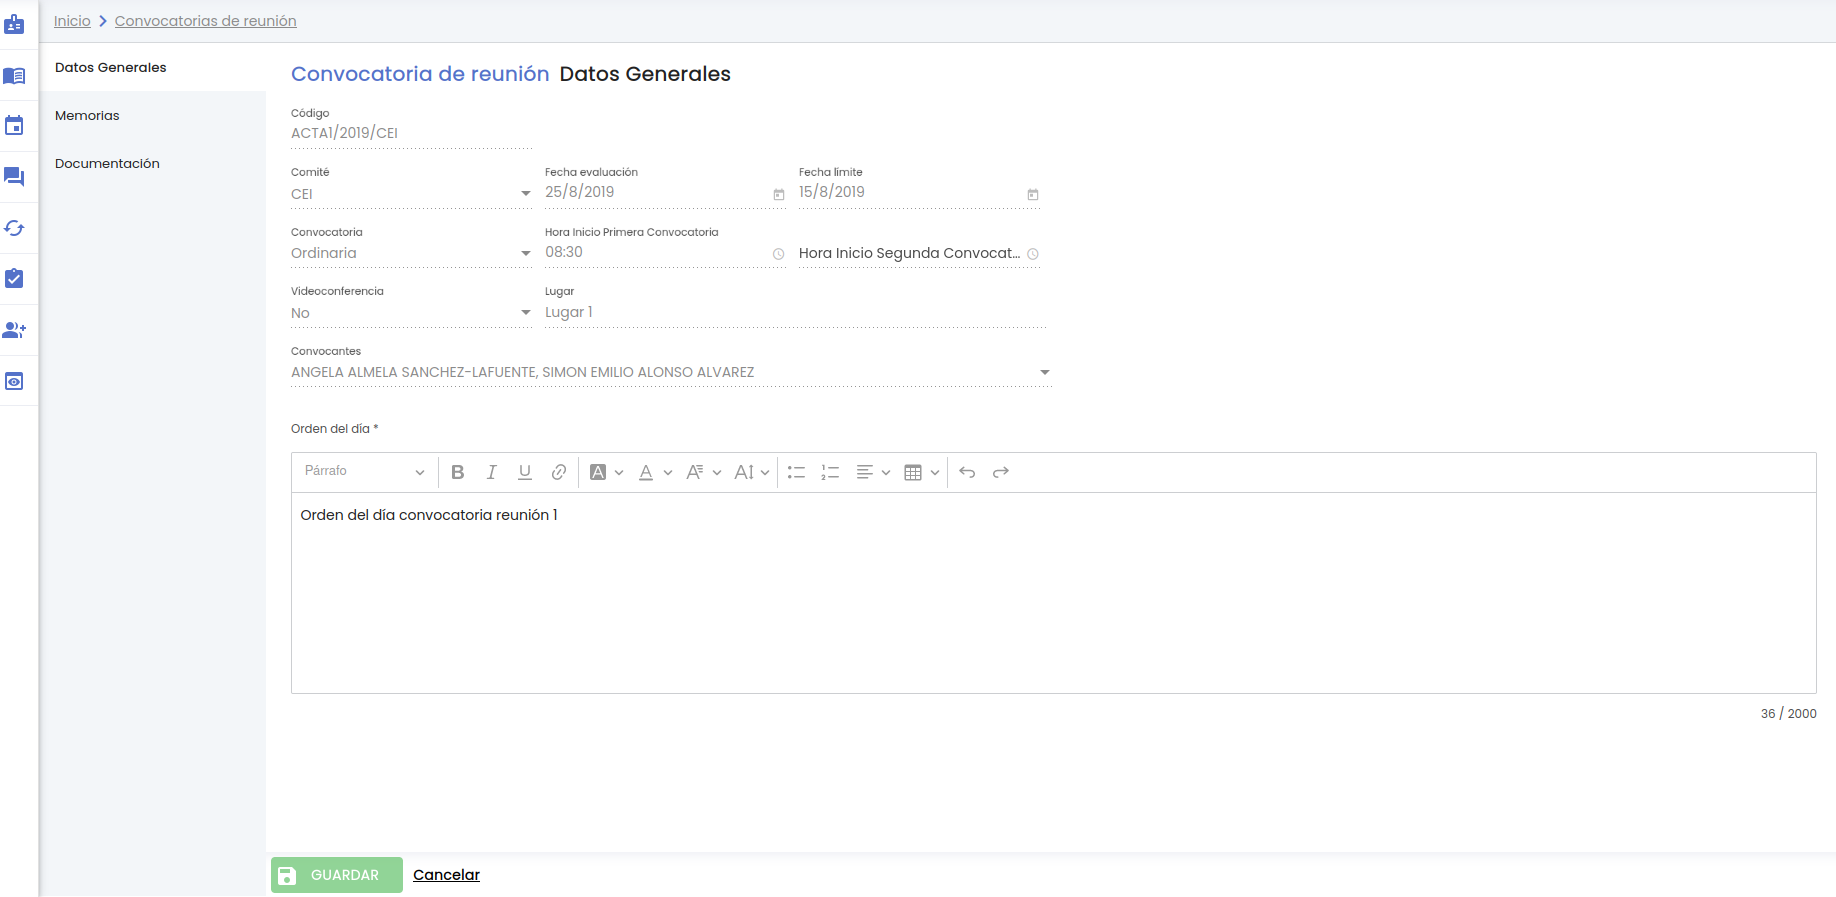 Inicio Convocatorias de reunión
Datos Generales
Memorias
Documentación
Convocatoria de reunión Datos Generales
Código
ACTA1/2019/CEI
Comité Fecha evaluación Fecha límite
CEI 25/8/2019 15/8/2019
Convocatoria Hora Inicio Primera Convocatoria
Ordinaria 08:30 Hora Inicio Segunda Convocat...
Videoconferencia Lugar
No Lugar 1
Convocantes
ANGELA ALMELA SANCHEZ-LAFUENTE, SIMON EMILIO ALONSO ALVAREZ
Orden del día *
Párrafo
Orden del día convocatoria reunión 1
36 / 2000
GUARDAR Cancelar